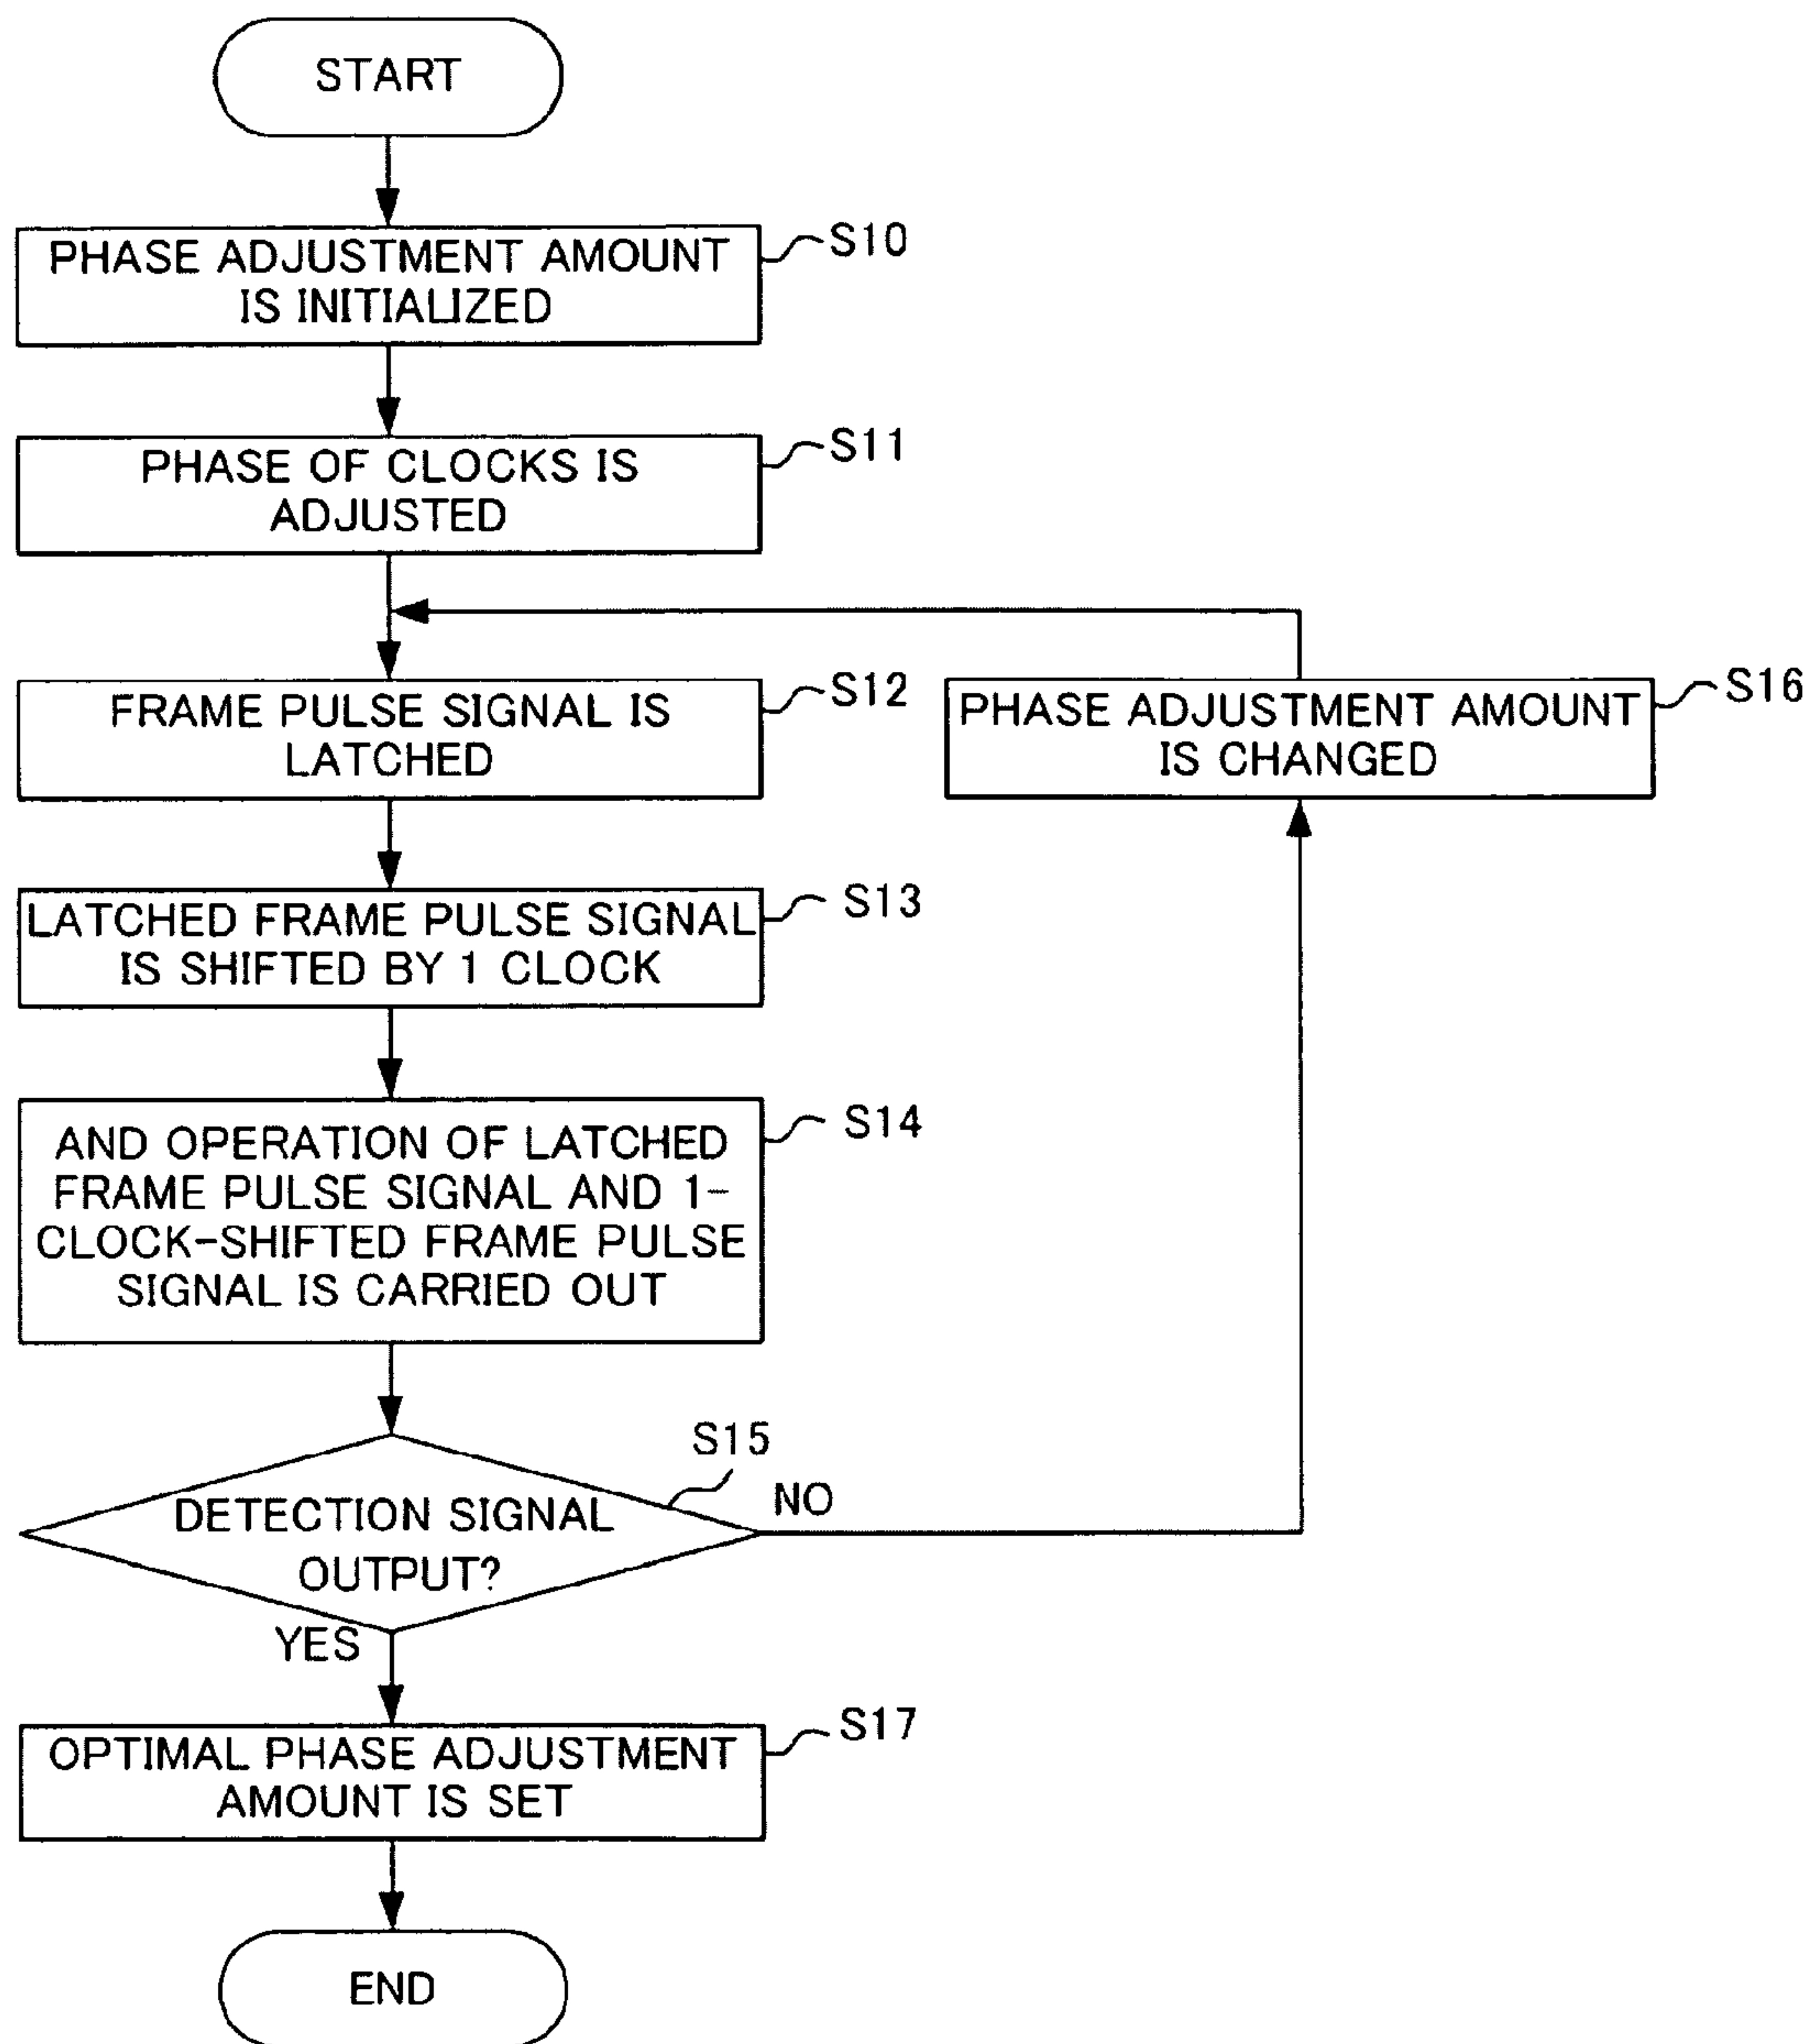 START
PHASE ADJUSTMENT AMOUNT
IS INITIALIZED
S10
PHASE OF CLOCKS IS
ADJUSTED
S11
FRAME PULSE SIGNAL IS
LATCHED
S12
PHASE ADJUSTMENT AMOUNT
IS CHANGED
S16
LATCHED FRAME PULSE SIGNAL
IS SHIFTED BY 1 CLOCK
S13
AND OPERATION OF LATCHED
FRAME PULSE SIGNAL AND 1-
CLOCK-SHIFTED FRAME PULSE
SIGNAL IS CARRIED OUT
S14
S15
DETECTION SIGNAL
OUTPUT?
NO
YES
OPTIMAL PHASE ADJUSTMENT
AMOUNT IS SET
S17
END